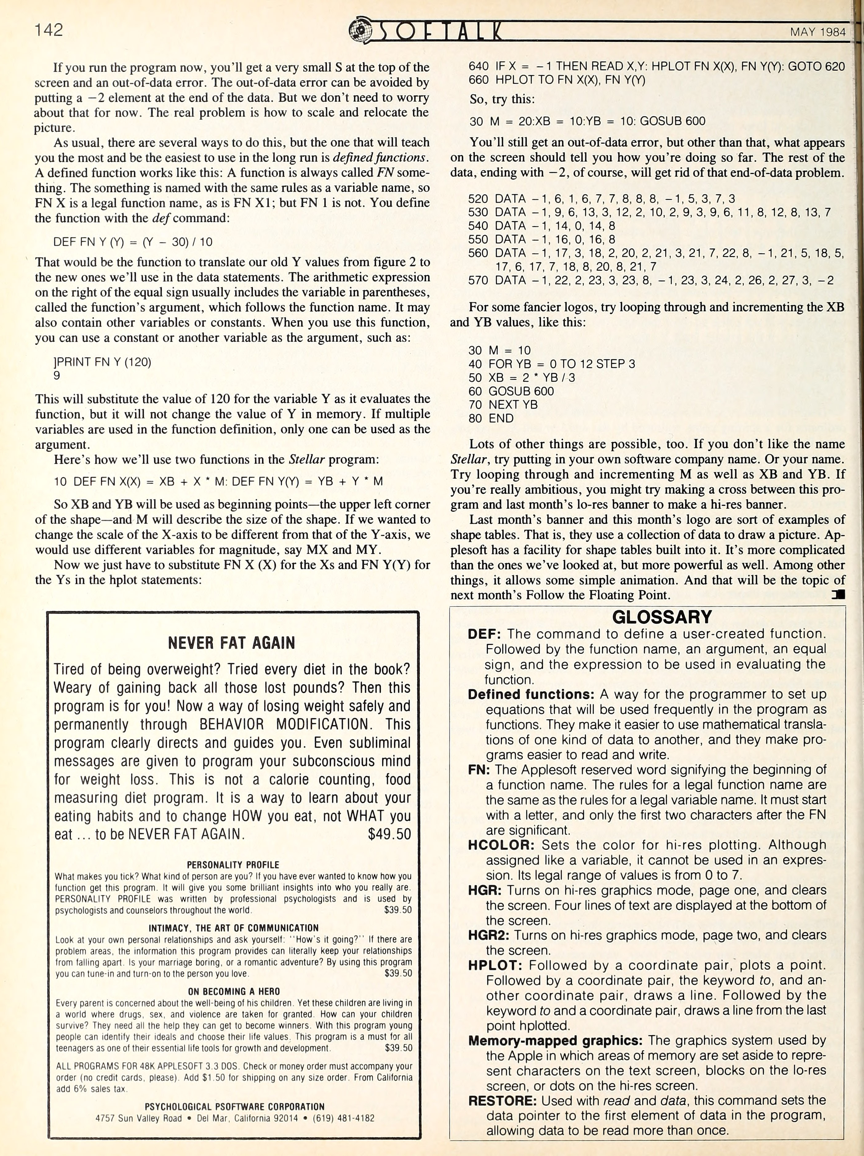 142
SOFTALK
MAY 1984
If you run the program now, you'll get a very small S at the top of the
screen and an out-of-data error. The out-of-data error can be avoided by
putting a −2 element at the end of the data. But we don't need to worry
about that for now. The real problem is how to scale and relocate the
picture.
As usual, there are several ways to do this, but the one that will teach
you the most and be the easiest to use in the long run is defined functions.
A defined function works like this: A function is always called FN some-
thing. The something is named with the same rules as a variable name, so
FN X is a legal function name, as is FN X1; but FN 1 is not. You define
the function with the def command:
DEF FN Y (Y) = (Y − 30) / 10
That would be the function to translate our old Y values from figure 2 to
the new ones we'll use in the data statements. The arithmetic expression
on the right of the equal sign usually includes the variable in parentheses,
called the function's argument, which follows the function name. It may
also contain other variables or constants. When you use this function,
you can use a constant or another variable as the argument, such as:
]PRINT FN Y (120)
9
This will substitute the value of 120 for the variable Y as it evaluates the
function, but it will not change the value of Y in memory. If multiple
variables are used in the function definition, only one can be used as the
argument.
Here's how we'll use two functions in the Stellar program:
10 DEF FN X(X) = XB + X * M: DEF FN Y(Y) = YB + Y * M
So XB and YB will be used as beginning points—the upper left corner
of the shape—and M will describe the size of the shape. If we wanted to
change the scale of the X-axis to be different from that of the Y-axis, we
would use different variables for magnitude, say MX and MY.
Now we just have to substitute FN X (X) for the Xs and FN Y(Y) for
the Ys in the hplot statements:
640 IF X = −1 THEN READ X,Y: HPLOT FN X(X), FN Y(Y): GOTO 620
660 HPLOT TO FN X(X), FN Y(Y)
So, try this:
30 M = 20:XB = 10:YB = 10: GOSUB 600
You'll still get an out-of-data error, but other than that, what appears
on the screen should tell you how you're doing so far. The rest of the
data, ending with −2, of course, will get rid of that end-of-data problem.
520 DATA −1, 6, 1, 6, 7, 7, 8, 8, 8, −1, 5, 3, 7, 3
530 DATA −1, 9, 6, 13, 3, 12, 2, 10, 2, 9, 3, 9, 6, 11, 8, 12, 8, 13, 7
540 DATA −1, 14, 0, 14, 8
550 DATA −1, 16, 0, 16, 8
560 DATA −1, 17, 3, 18, 2, 20, 2, 21, 3, 21, 7, 22, 8, −1, 21, 5, 18, 5,
17, 6, 17, 7, 18, 8, 20, 8, 21, 7
570 DATA −1, 22, 2, 23, 3, 23, 8, −1, 23, 3, 24, 2, 26, 2, 27, 3, −2
For some fancier logos, try looping through and incrementing the XB
and YB values, like this:
30 M = 10
40 FOR YB = 0 TO 12 STEP 3
50 XB = 2 * YB / 3
60 GOSUB 600
70 NEXT YB
80 END
Lots of other things are possible, too. If you don't like the name
Stellar, try putting in your own software company name. Or your name.
Try looping through and incrementing M as well as XB and YB. If
you're really ambitious, you might try making a cross between this pro-
gram and last month's lo-res banner to make a hi-res banner.
Last month's banner and this month's logo are sort of examples of
shape tables. That is, they use a collection of data to draw a picture. Ap-
plesoft has a facility for shape tables built into it. It's more complicated
than the ones we've looked at, but more powerful as well. Among other
things, it allows some simple animation. And that will be the topic of
next month's Follow the Floating Point.
NEVER FAT AGAIN
Tired of being overweight? Tried every diet in the book?
Weary of gaining back all those lost pounds? Then this
program is for you! Now a way of losing weight safely and
permanently through BEHAVIOR MODIFICATION. This
program clearly directs and guides you. Even subliminal
messages are given to program your subconscious mind
for weight loss. This is not a calorie counting, food
measuring diet program. It is a way to learn about your
eating habits and to change HOW you eat, not WHAT you
eat ... to be NEVER FAT AGAIN. $49.50
PERSONALITY PROFILE
What makes you tick? What kind of person are you? If you have ever wanted to know how you
function get this program. It will give you some brilliant insights into who you really are.
PERSONALITY PROFILE was written by professional psychologists and is used by
psychologists and counselors throughout the world. $39.50
INTIMACY, THE ART OF COMMUNICATION
Look at your own personal relationships and ask yourself: ''How's it going?'' If there are
problem areas, the information this program provides can literally keep your relationships
from falling apart. Is your marriage boring, or a romantic adventure? By using this program
you can tune-in and turn-on to the person you love. $39.50
ON BECOMING A HERO
Every parent is concerned about the well-being of his children. Yet these children are living in
a world where drugs, sex, and violence are taken for granted. How can your children
survive? They need all the help they can get to become winners. With this program young
people can identify their ideals and choose their life values. This program is a must for all
teenagers as one of their essential life tools for growth and development. $39.50
ALL PROGRAMS FOR 48K APPLESOFT 3.3 DOS. Check or money order must accompany your
order (no credit cards, please). Add $1.50 for shipping on any size order. From California
add 6% sales tax.
PSYCHOLOGICAL PSOFTWARE CORPORATION
4757 Sun Valley Road • Del Mar, California 92014 • (619) 481-4182
GLOSSARY
DEF: The command to define a user-created function.
Followed by the function name, an argument, an equal
sign, and the expression to be used in evaluating the
function.
Defined functions: A way for the programmer to set up
equations that will be used frequently in the program as
functions. They make it easier to use mathematical transla-
tions of one kind of data to another, and they make pro-
grams easier to read and write.
FN: The Applesoft reserved word signifying the beginning of
a function name. The rules for a legal function name are
the same as the rules for a legal variable name. It must start
with a letter, and only the first two characters after the FN
are significant.
HCOLOR: Sets the color for hi-res plotting. Although
assigned like a variable, it cannot be used in an expres-
sion. Its legal range of values is from 0 to 7.
HGR: Turns on hi-res graphics mode, page one, and clears
the screen. Four lines of text are displayed at the bottom of
the screen.
HGR2: Turns on hi-res graphics mode, page two, and clears
the screen.
HPLOT: Followed by a coordinate pair, plots a point.
Followed by a coordinate pair, the keyword to, and an-
other coordinate pair, draws a line. Followed by the
keyword to and a coordinate pair, draws a line from the last
point hplotted.
Memory-mapped graphics: The graphics system used by
the Apple in which areas of memory are set aside to repre-
sent characters on the text screen, blocks on the lo-res
screen, or dots on the hi-res screen.
RESTORE: Used with read and data, this command sets the
data pointer to the first element of data in the program,
allowing data to be read more than once.